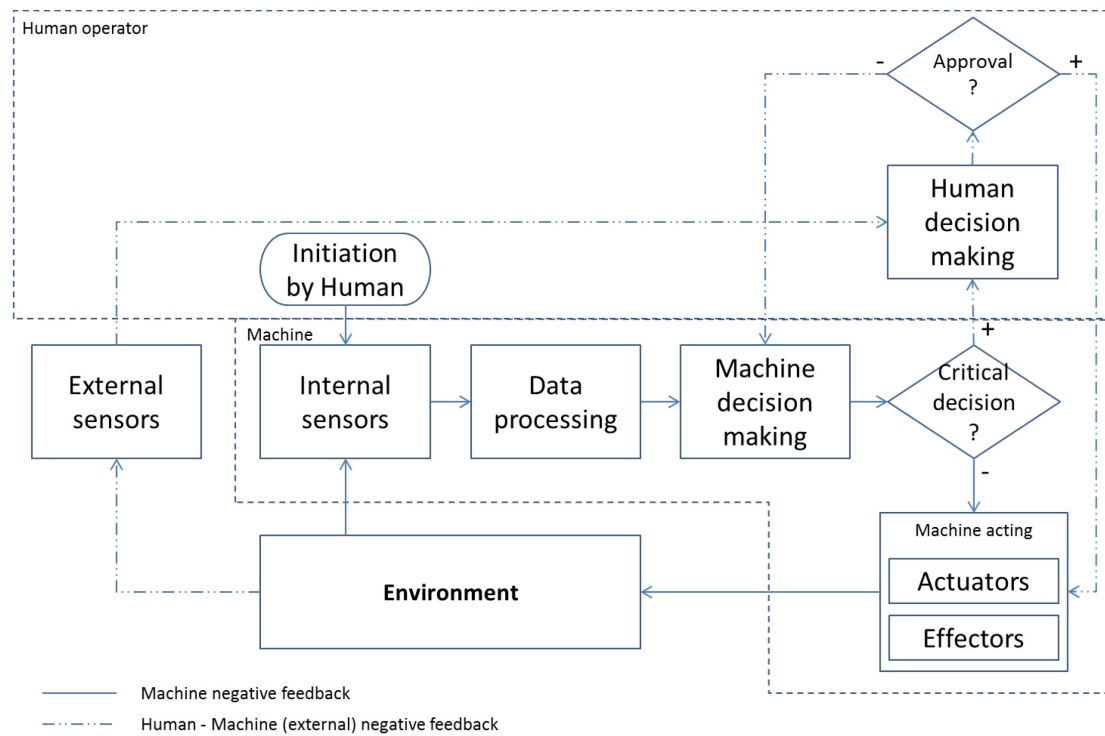 Human operator
-
Approval
?
+
Human
decision
making
Initiation
by Human
Machine
+
External
sensors
Internal
sensors
Data
processing
Machine
decision
making
Critical
decision
?
-
Machine acting
Actuators
Effectors
Environment
Machine negative feedback
Human - Machine (external) negative feedback